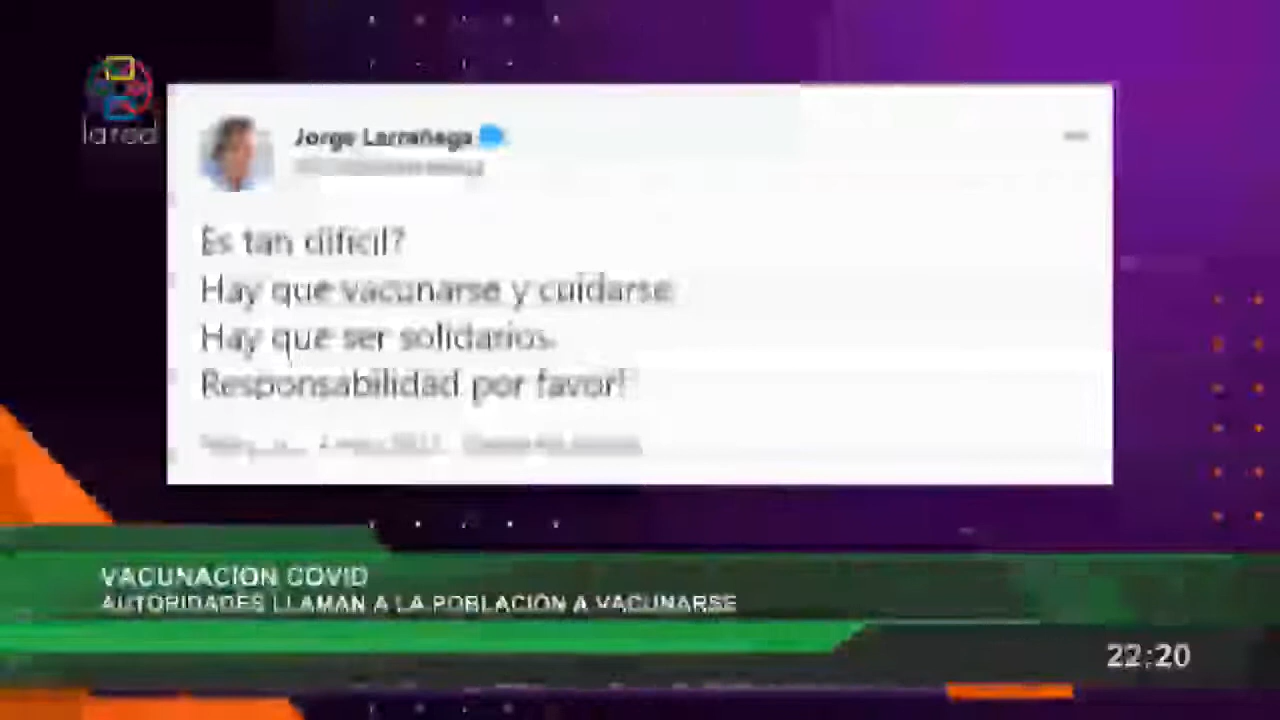 la red
Jorge Larrañaga
Es tan difícil?
Hay que vacunarse y cuidarse
Hay que ser solidarios.
Responsabilidad por favor!
VACUNACIÓN COVID
AUTORIDADES LLAMAN A LA POBLACIÓN A VACUNARSE
22:20